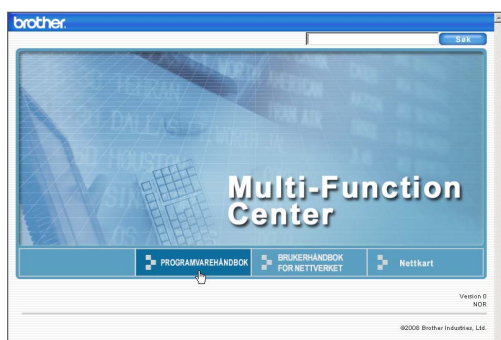 brother.
Søk
Multi-Function
Center
PROGRAMVAREHÅNDBOK
BRUKERHÅNDBOK
FOR NETTVERKET
Nettkart
Version 0
NOR
©2008 Brother Industries, Ltd.